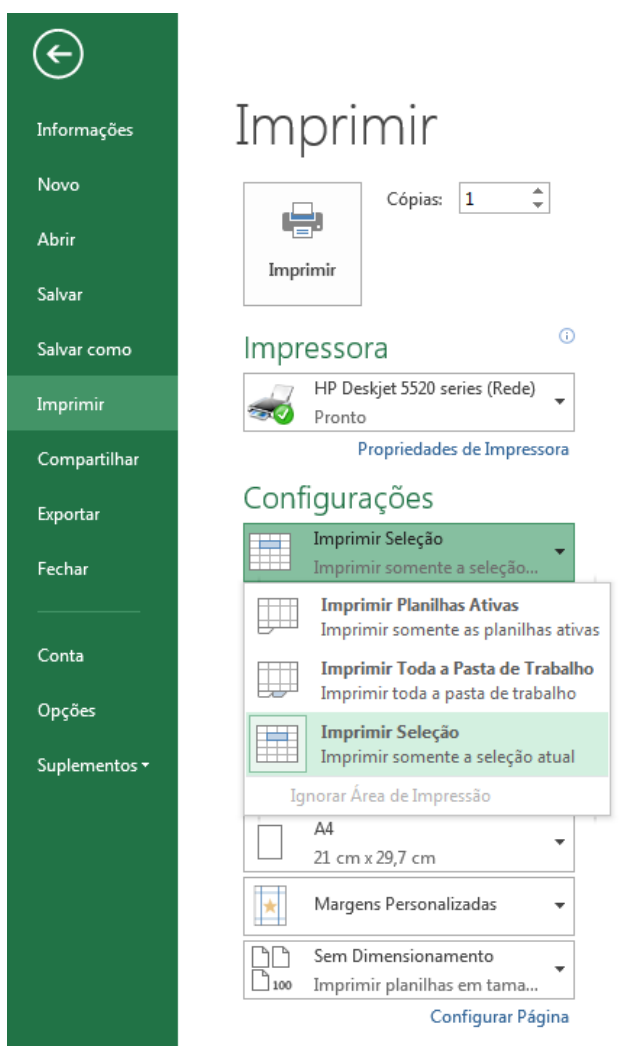 Informações
Novo
Abrir
Salvar
Salvar como
Imprimir
Compartilhar
Exportar
Fechar
Conta
Opções
Suplementos
Imprimir
Imprimir
Cópias: 1
Impressora
HP Deskjet 5520 series (Rede)
Pronto
Propriedades de Impressora
Configurações
Imprimir Seleção
Imprimir somente a seleção...
Imprimir Planilhas Ativas
Imprimir somente as planilhas ativas
Imprimir Toda a Pasta de Trabalho
Imprimir toda a pasta de trabalho
Imprimir Seleção
Imprimir somente a seleção atual
Ignorar Área de Impressão
A4
21 cm x 29,7 cm
Margens Personalizadas
Sem Dimensionamento
100 Imprimir planilhas em tama...
Configurar Página